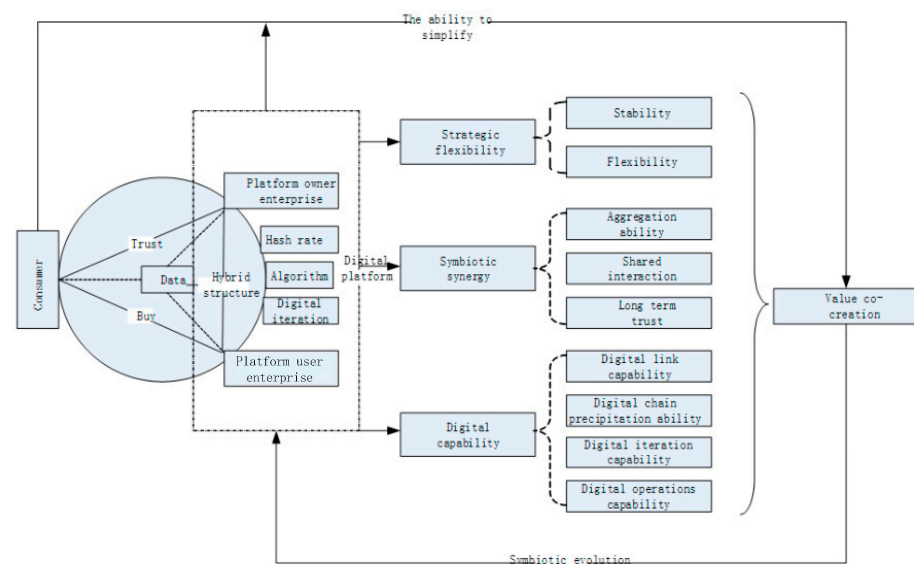 The ability to
simplify
Consumer
Trust
Data
Buy
Hybrid
structure
Platform owner
enterprise
Hash rate
Algorithm
Digital
iteration
Platform user
enterprise
Digital
platform
Strategic
flexibility
Stability
Flexibility
Symbiotic
synergy
Aggregation
ability
Shared
interaction
Long term
trust
Digital
capability
Digital link
capability
Digital chain
precipitation ability
Digital iteration
capability
Digital operations
capability
Value co-
creation
Symbiotic evolution